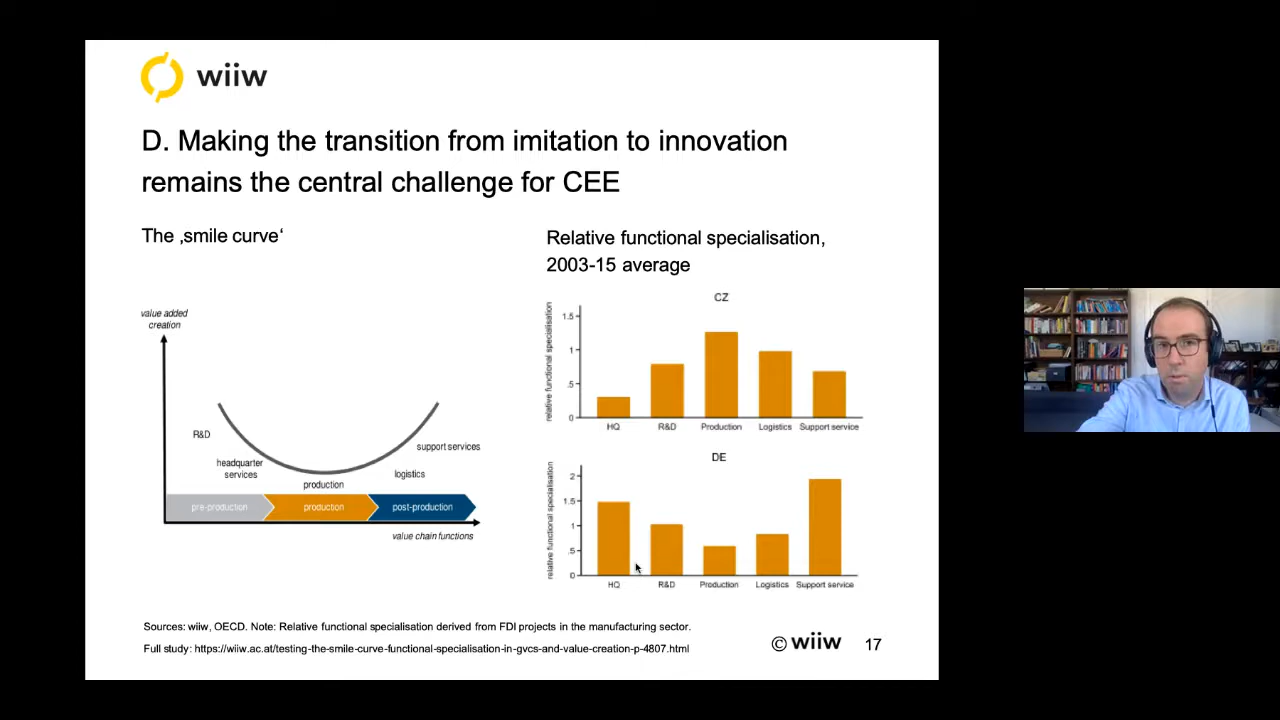 wiiw
D. Making the transition from imitation to innovation
remains the central challenge for CEE
The ‚smile curve‘
value added
creation
R&D
headquarter
services
production
logistics
support services
pre-production
production
post-production
value chain functions
Relative functional specialisation,
2003-15 average
CZ
relative functional specialisation
1.5
1
.5
0
HQ R&D Production Logistics Support service
DE
relative functional specialisation
2
1.5
1
.5
0
HQ R&D Production Logistics Support service
Sources: wiiw, OECD. Note: Relative functional specialisation derived from FDI projects in the manufacturing sector.
Full study: https://wiiw.ac.at/testing-the-smile-curve-functional-specialisation-in-gvcs-and-value-creation-p-4807.html
© wiiw 17